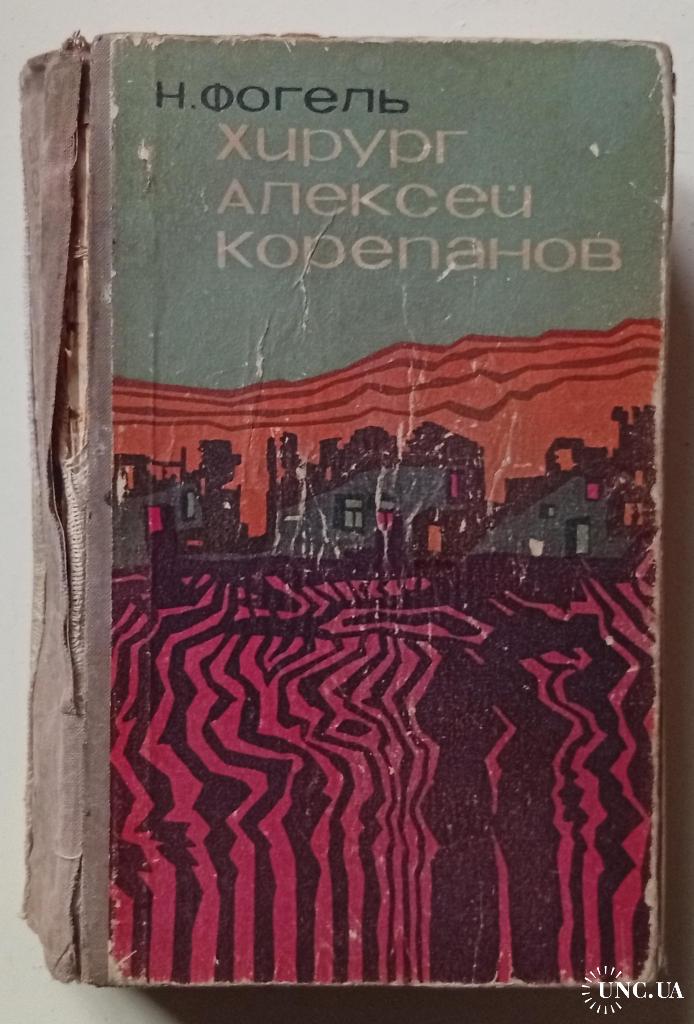 Н. Фогель
Хирург
Алексей
Корепанов
UNC.UA